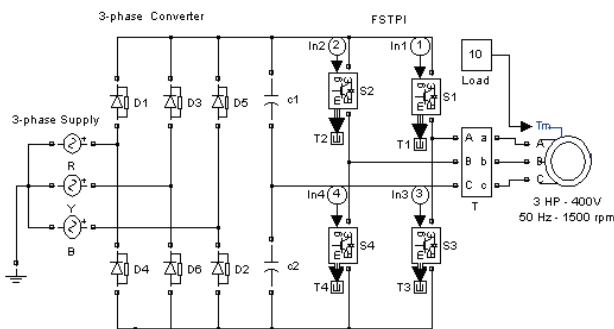 3-phase Converter
FSTPI
In2 2
In1 1
10
Load
D1
D3
D5
c1
S2
S1
T2
T1
3-phase Supply
R
Y
B
Tm
A a A
B b B
C c C
T
3 HP - 400V
50 Hz - 1500 rpm
In4 4
In3 3
D4
D6
D2
c2
S4
S3
T4
T3